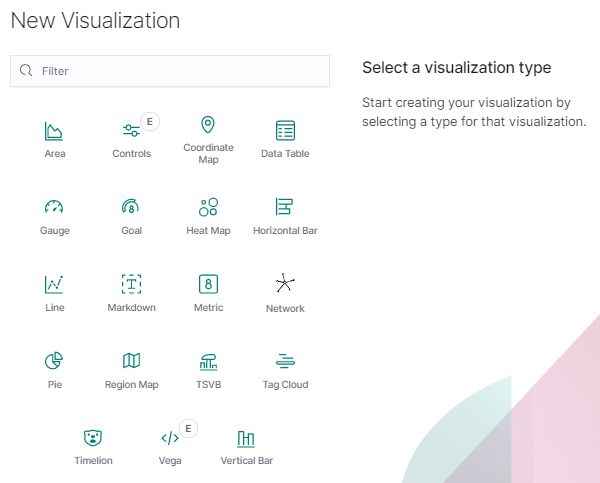 New Visualization
Filter
Select a visualization type
Start creating your visualization by
selecting a type for that visualization.
E
Area
Controls
Coordinate
Map
Data Table
8
Gauge
Goal
Heat Map
Horizontal Bar
T
8
Line
Markdown
Metric
Network
Pie
Region Map
TSVB
Tag Cloud
E
Timelion
Vega
Vertical Bar